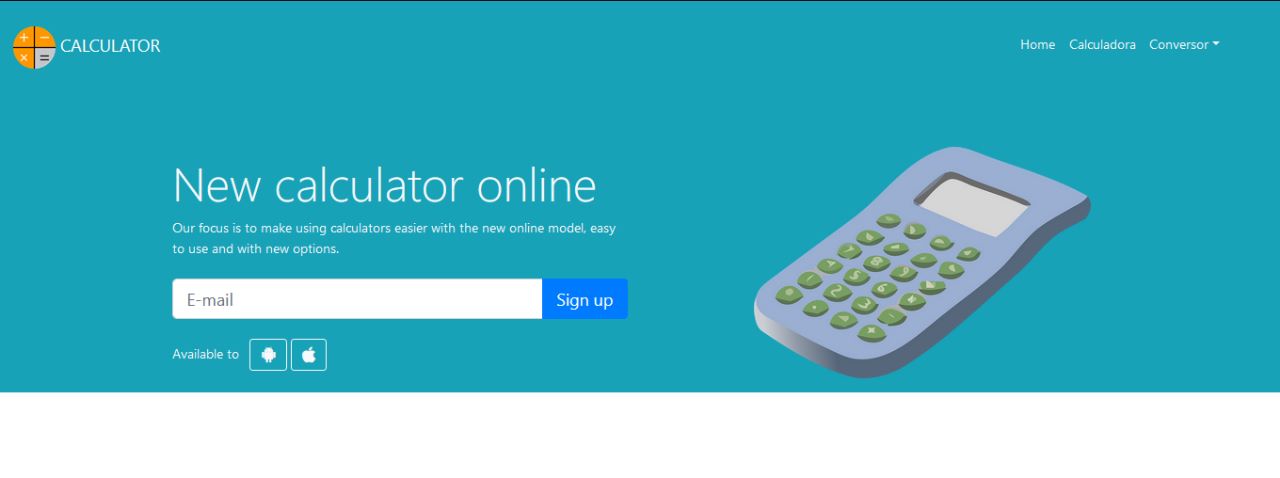 CALCULATOR
Home Calculadora Conversor
New calculator online
Our focus is to make using calculators easier with the new online model, easy
to use and with new options.
E-mail Sign up
Available to